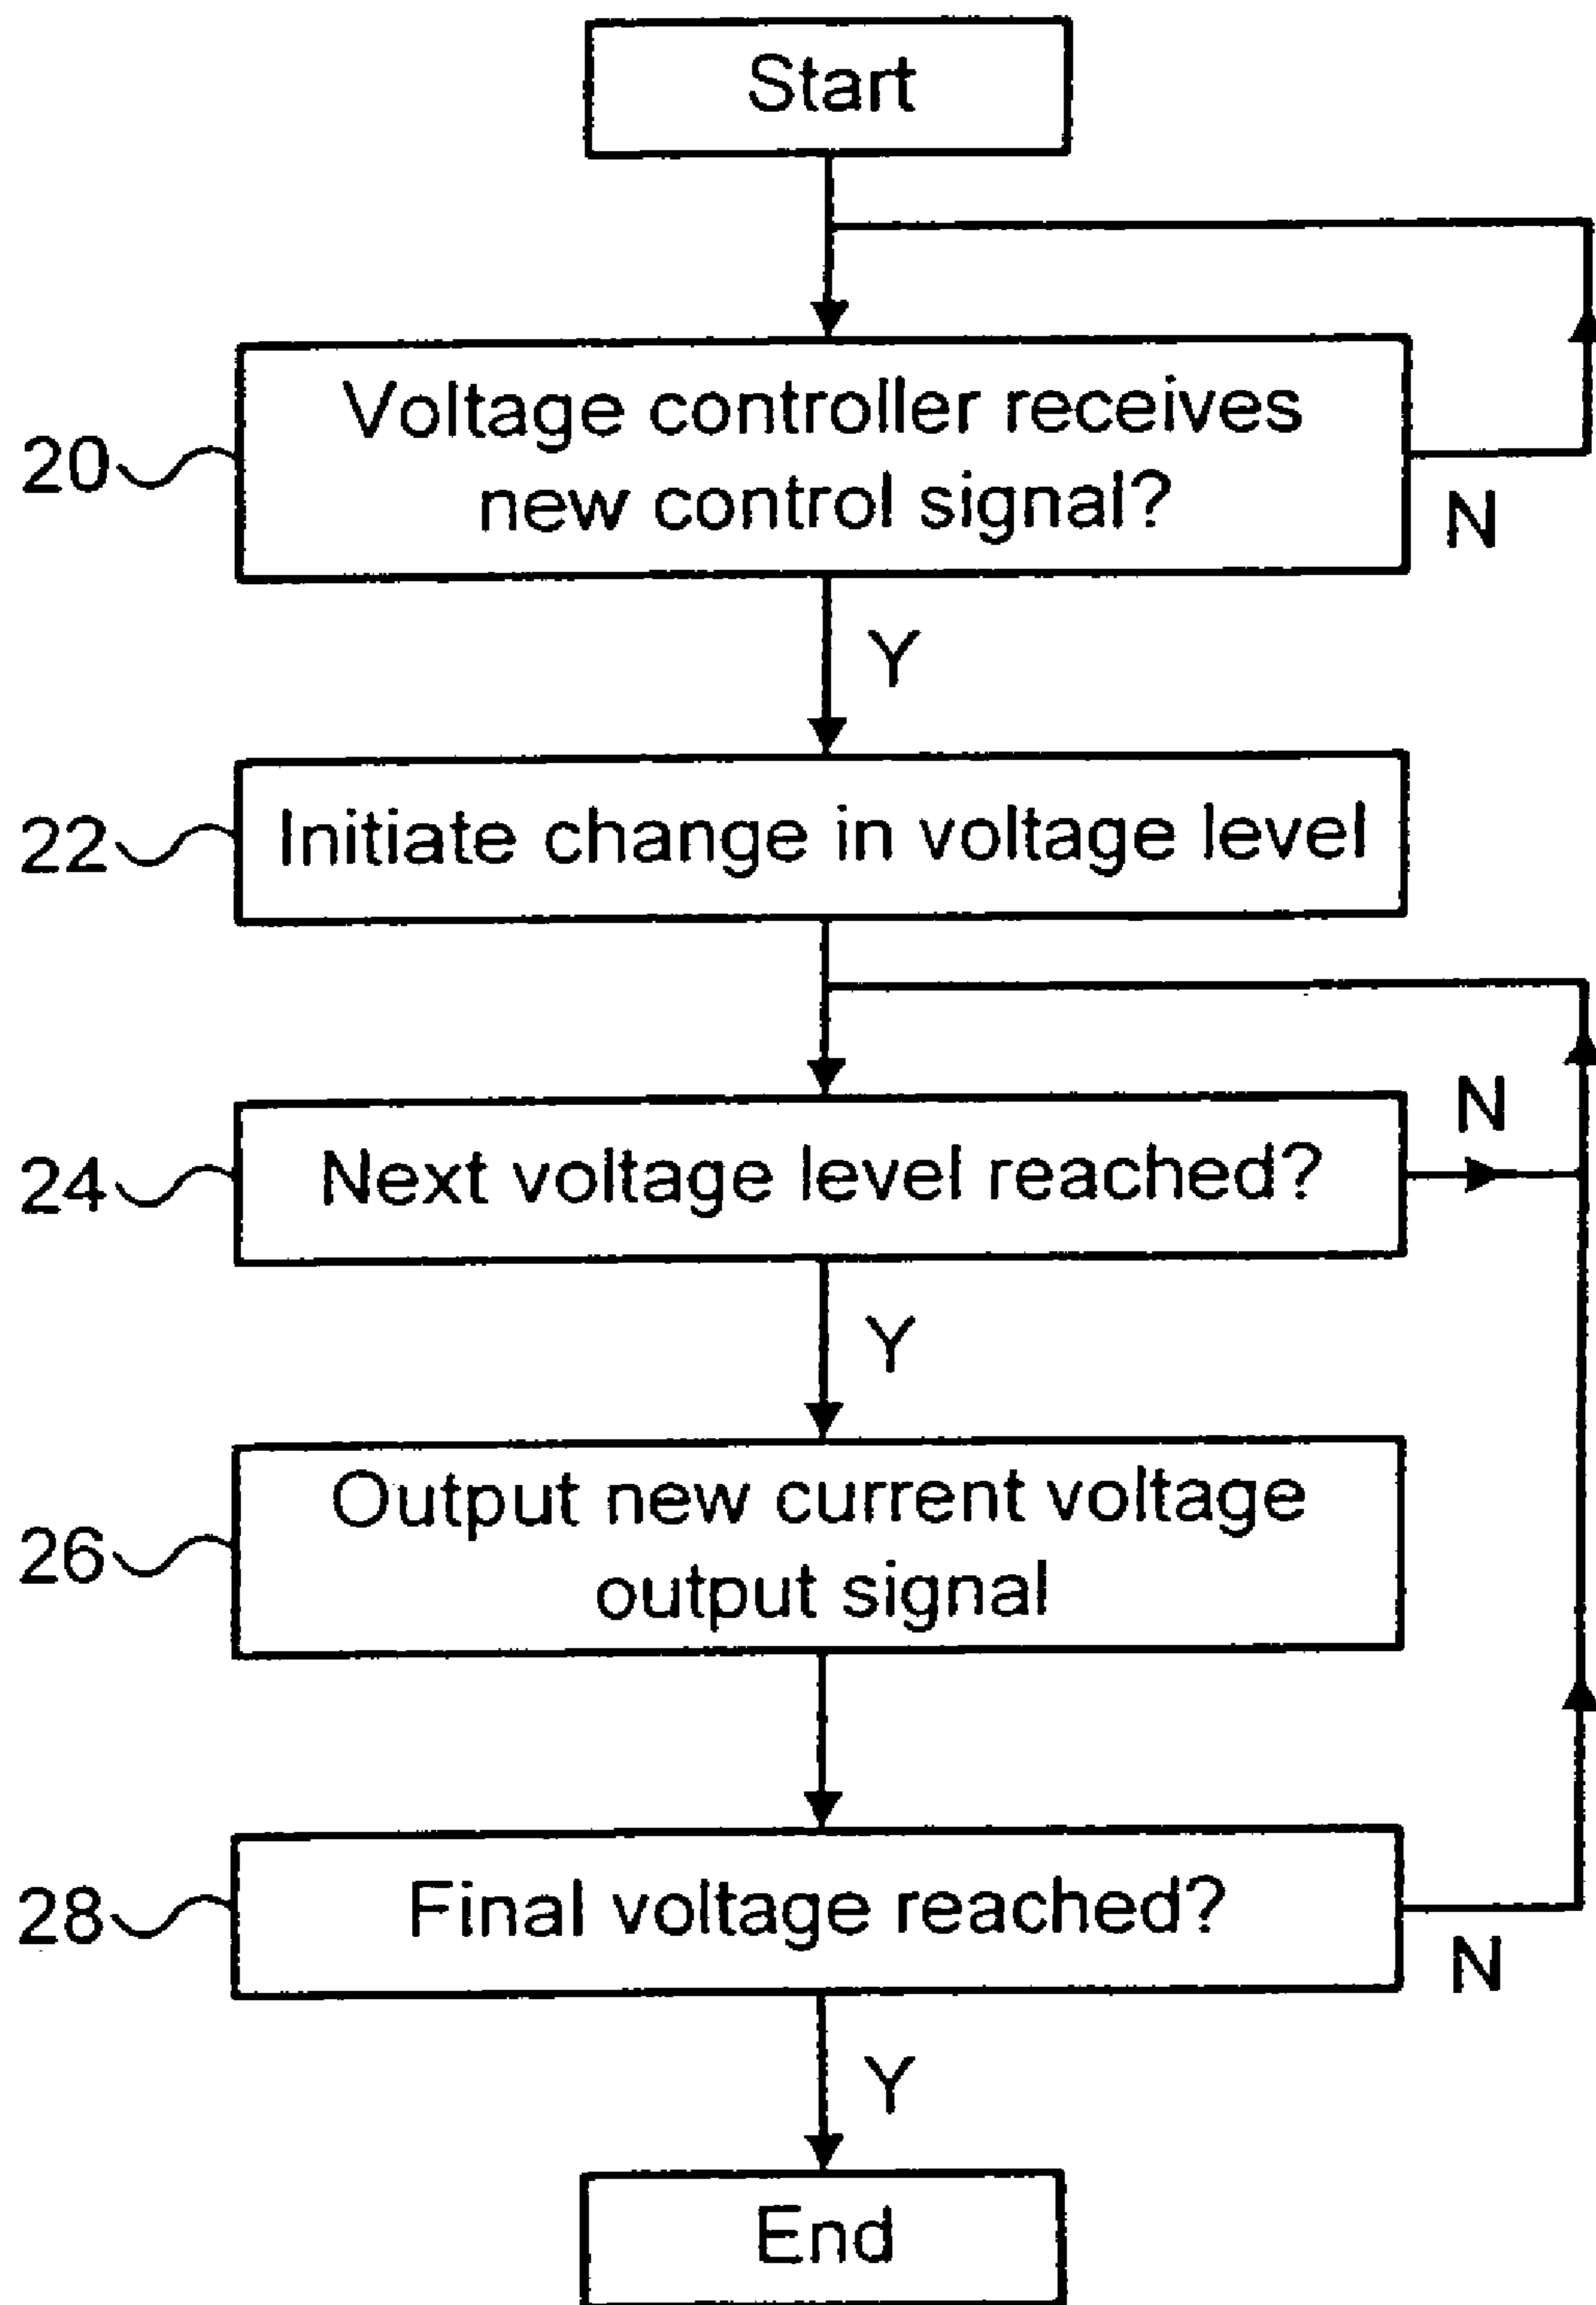 Start
20
Voltage controller receives
new control signal?
N
Y
22
Initiate change in voltage level
N
24
Next voltage level reached?
Y
26
Output new current voltage
output signal
28
Final voltage reached?
N
Y
End